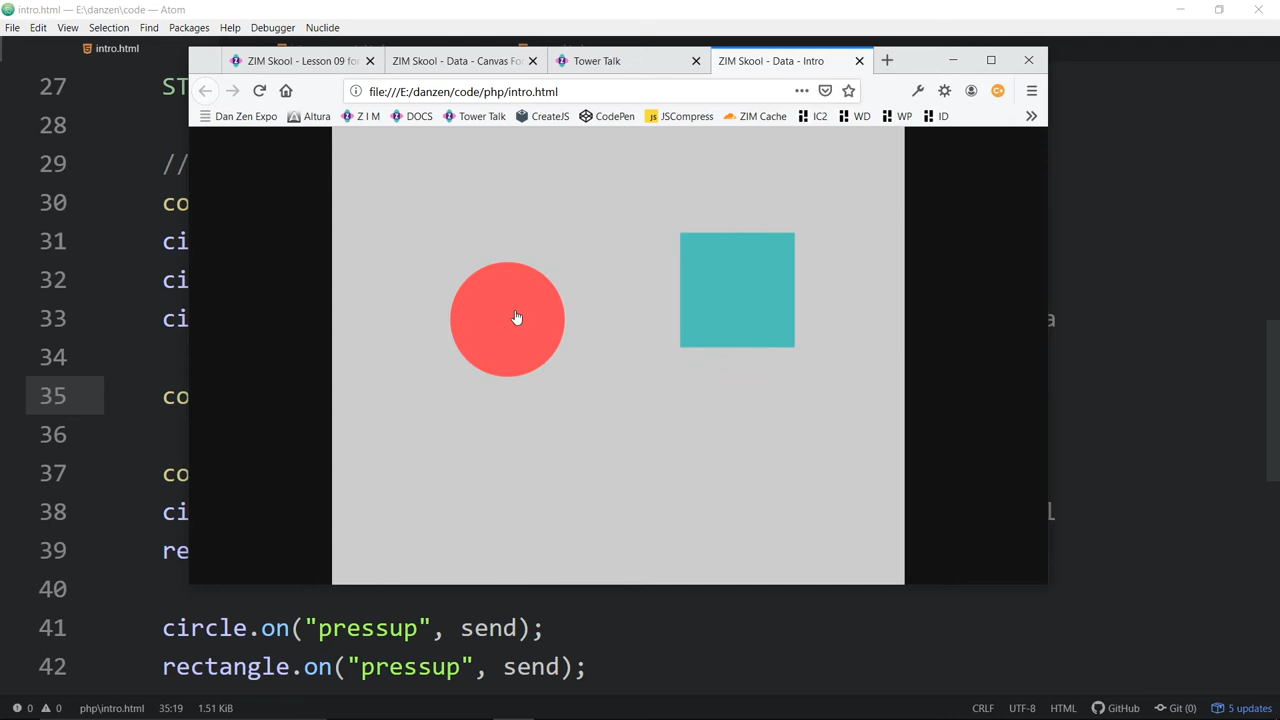 intro.html — E:\danzen\code — Atom
File Edit View Selection Find Packages Help Debugger Nuclide
intro.html
ZIM Skool - Lesson 09 for
ZIM Skool - Data - Canvas Fo
Tower Talk
ZIM Skool - Data - Intro
file:///E:/danzen/code/php/intro.html
Dan Zen Expo Altura Z I M DOCS Tower Talk CreateJS CodePen JSCompress ZIM Cache IC2 WD WP ID
27 ST
28
29 //
30 co
31 ci
32 ci
33 ci a
34
35 co
36
37 co
38 ci l
39 re
40
41 circle.on("pressup", send);
42 rectangle.on("pressup", send);
0 0 php\intro.html 35:19 1.51 KiB CRLF UTF-8 HTML GitHub Git (0) 5 updates